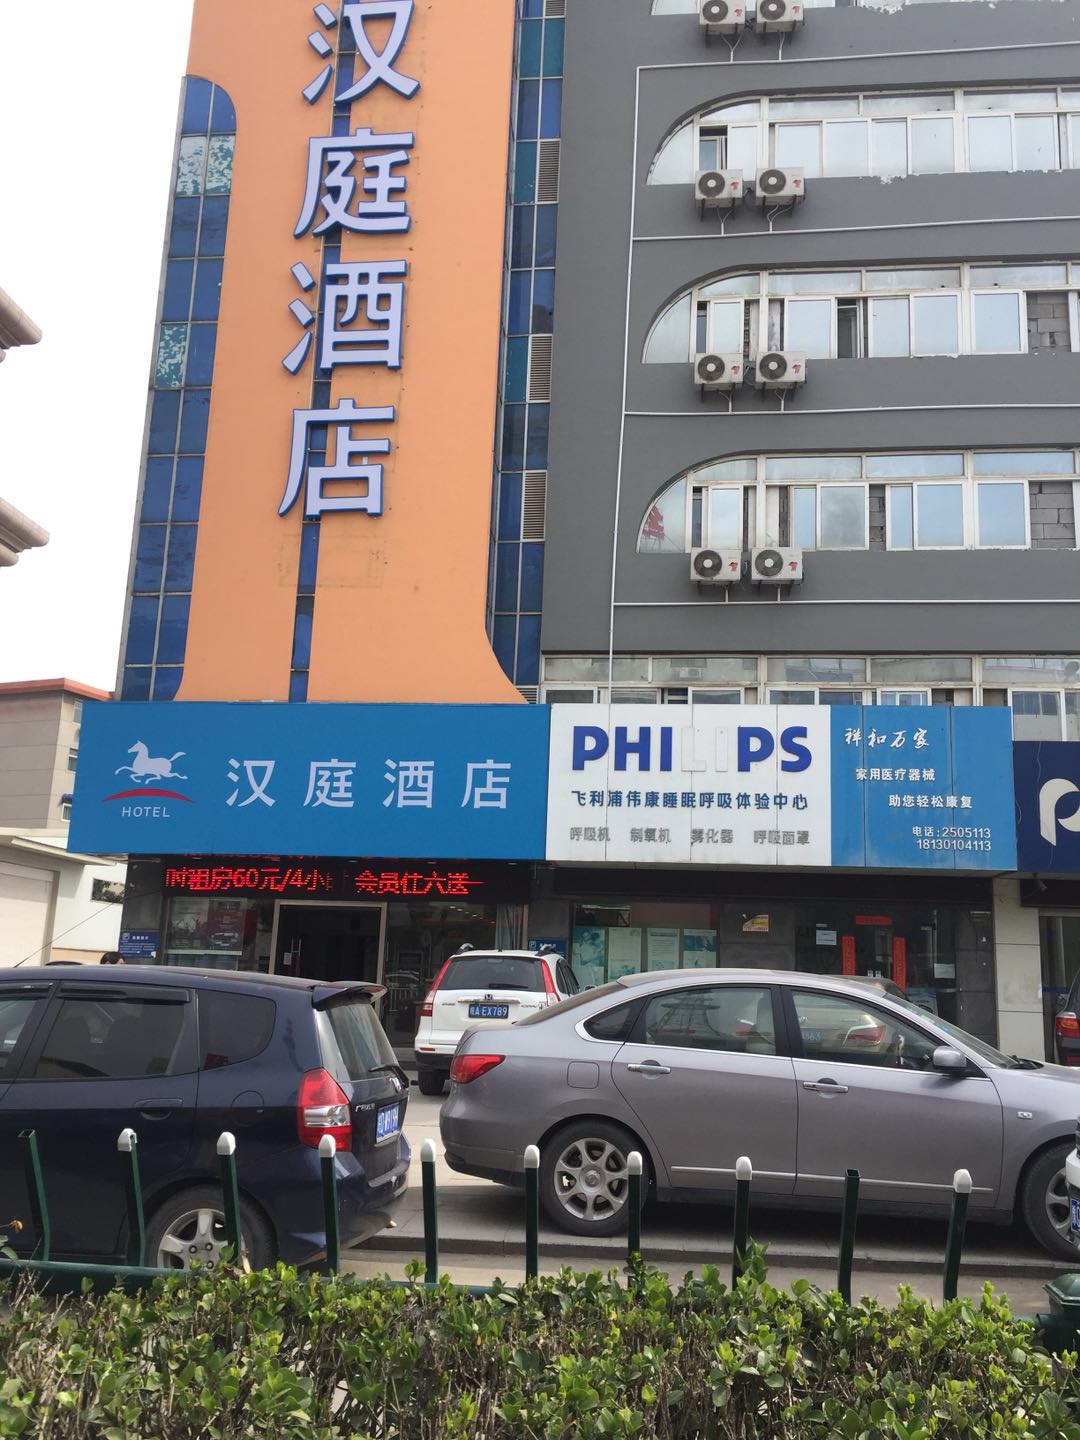 汉庭酒店
HOTEL
汉庭酒店
PHILIPS
飞利浦伟康睡眠呼吸体验中心
呼吸机 制氧机 雾化器 呼吸面罩
祥和万家
家用医疗器械
助您轻松康复
电话:2505113
18130104113
时租房60元/4小时 会员住六送一
P
A EX789